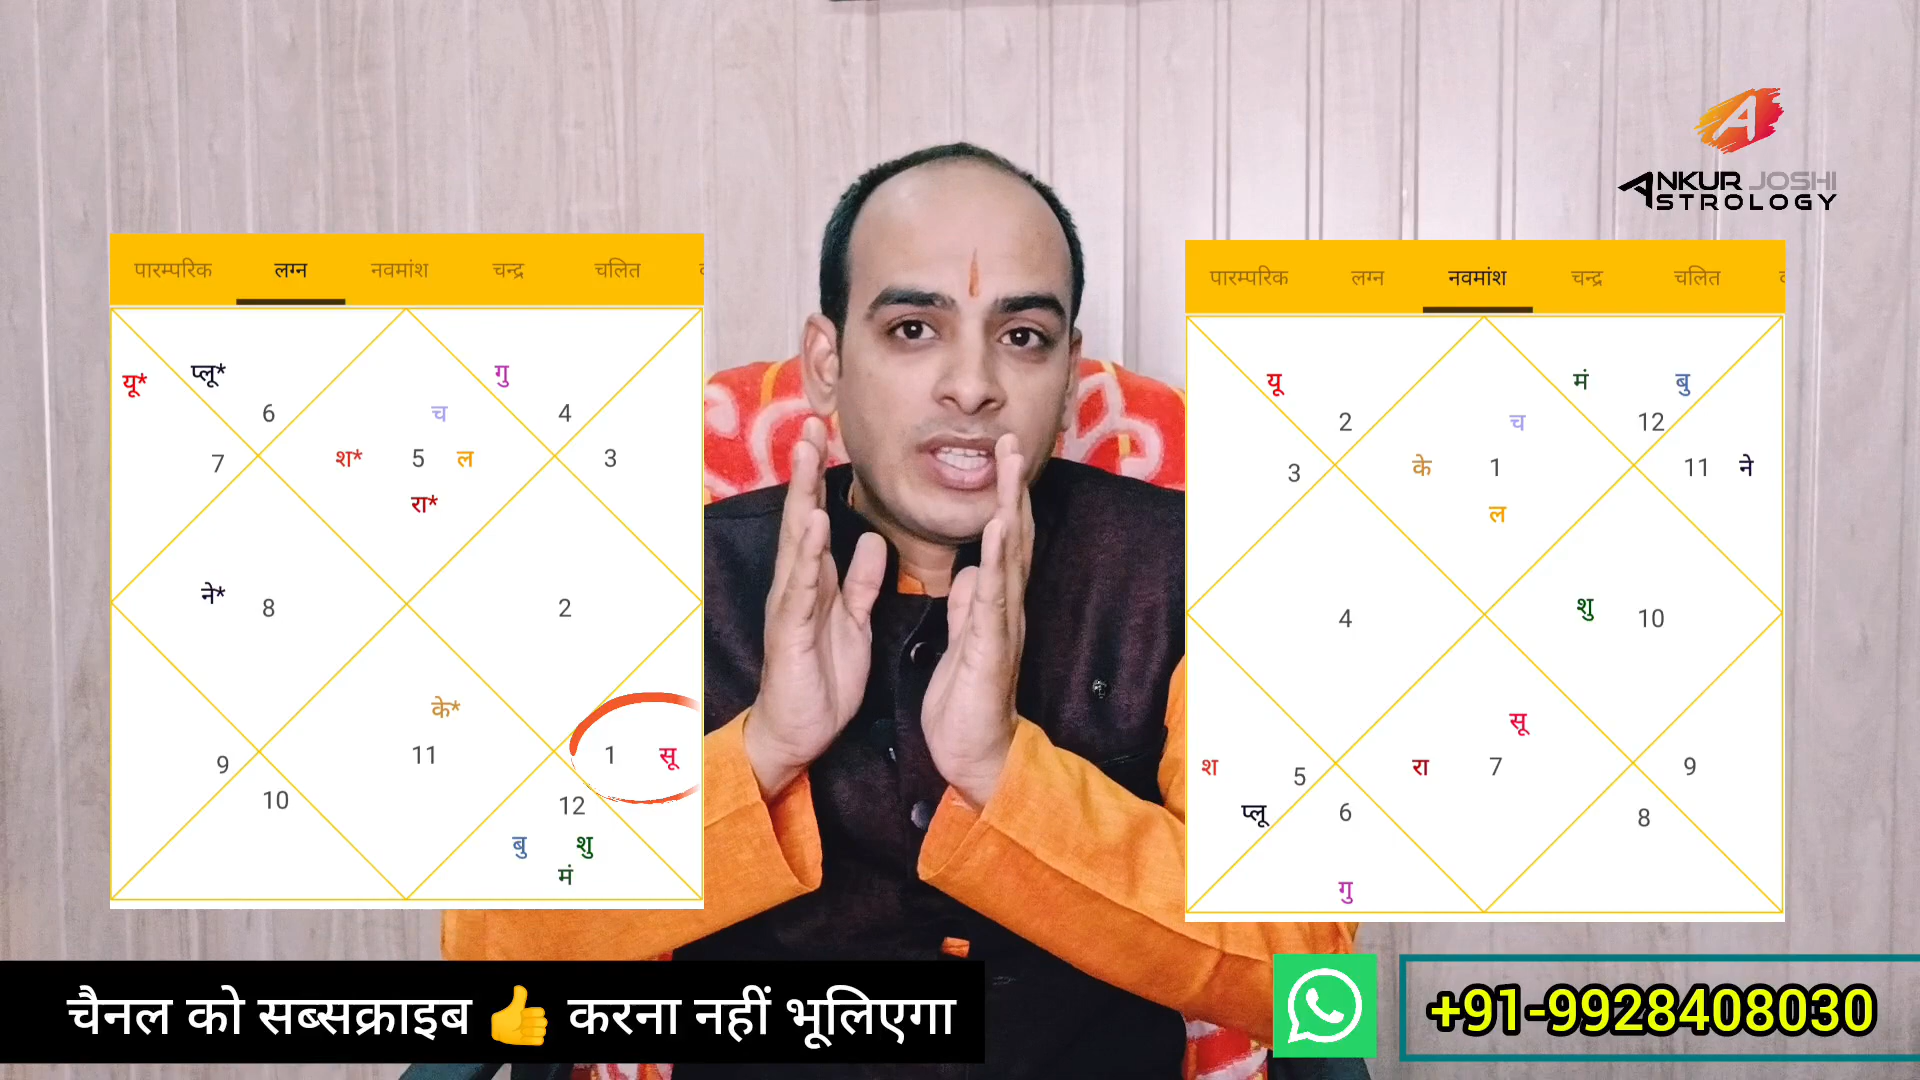 ANKUR JOSHI
ASTROLOGY
पारम्परिक लग्न नवमांश चन्द्र चलित
यू* प्लू* गु
6 च 4
7 श* 5 ल 3
रा*
ने* 8 2
के*
9 11 1 सू
10 12
बु शु
मं
पारम्परिक लग्न नवमांश चन्द्र चलित
यू मं बु
2 च 12
3 के 1 11 ने
ल
4 शु 10
सू
श 5 रा 7 9
प्लू 6 8
गु
चैनल को सब्सक्राइब 👍 करना नहीं भूलिएगा
+91-9928408030